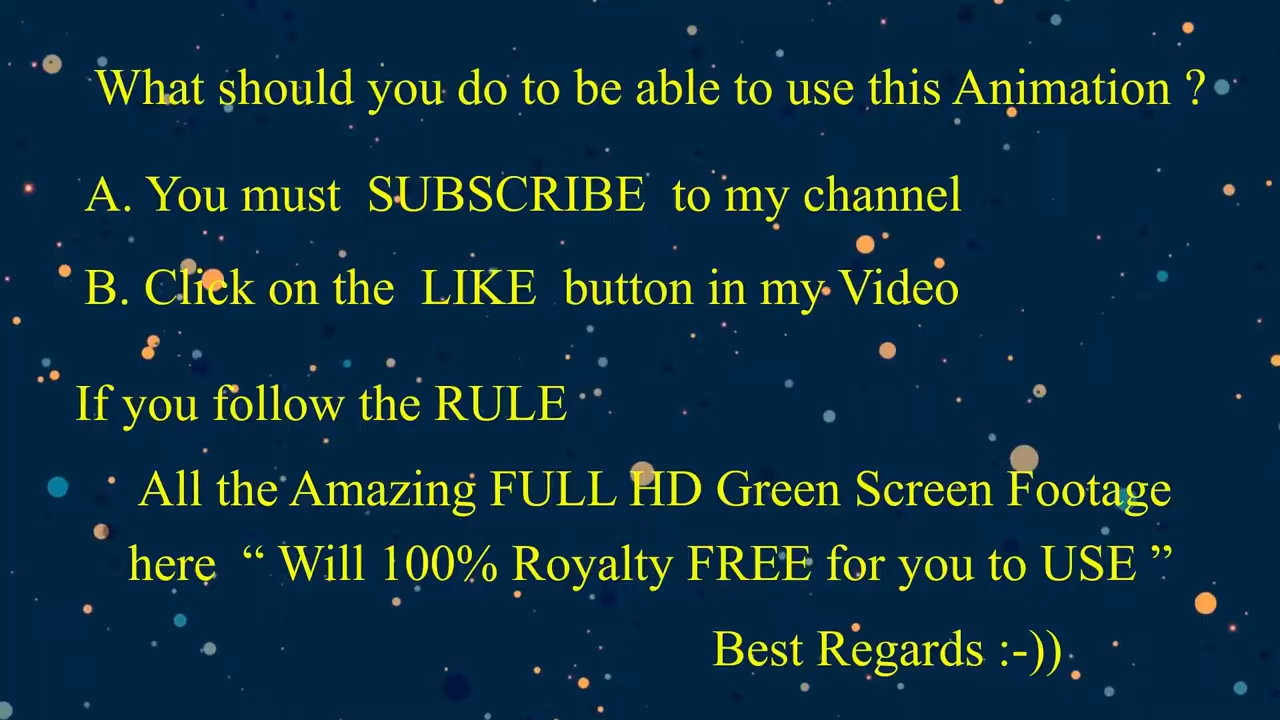 What should you do to be able to use this Animation ?
A. You must SUBSCRIBE to my channel
B. Click on the LIKE button in my Video
If you follow the RULE
All the Amazing FULL HD Green Screen Footage
here “ Will 100% Royalty FREE for you to USE ”
Best Regards :-))